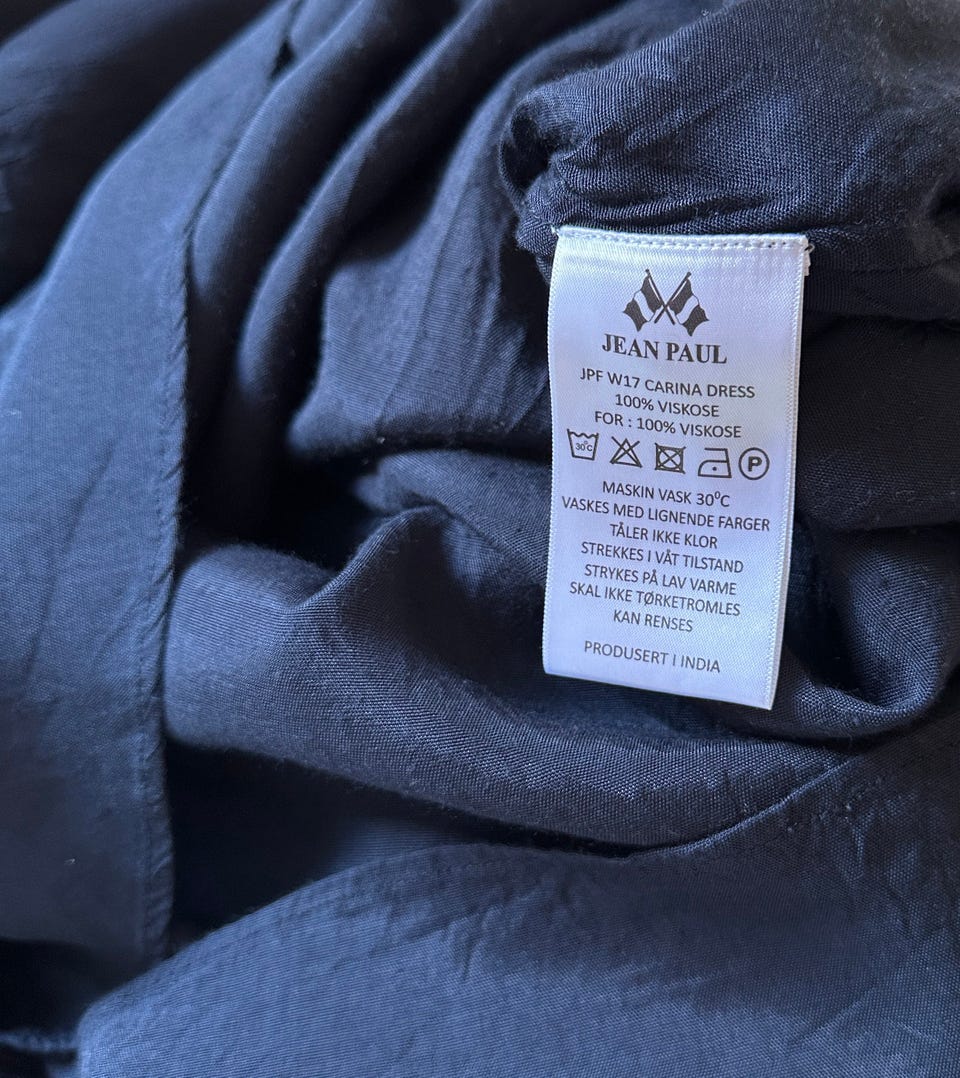 JEAN PAUL
JPF W17 CARINA DRESS
100% VISKOSE
FOR : 100% VISKOSE
30°C P
MASKIN VASK 30⁰C
VASKES MED LIGNENDE FARGER
TÅLER IKKE KLOR
STREKKES I VÅT TILSTAND
STRYKES PÅ LAV VARME
SKAL IKKE TØRKETROMLES
KAN RENSES
PRODUSERT I INDIA